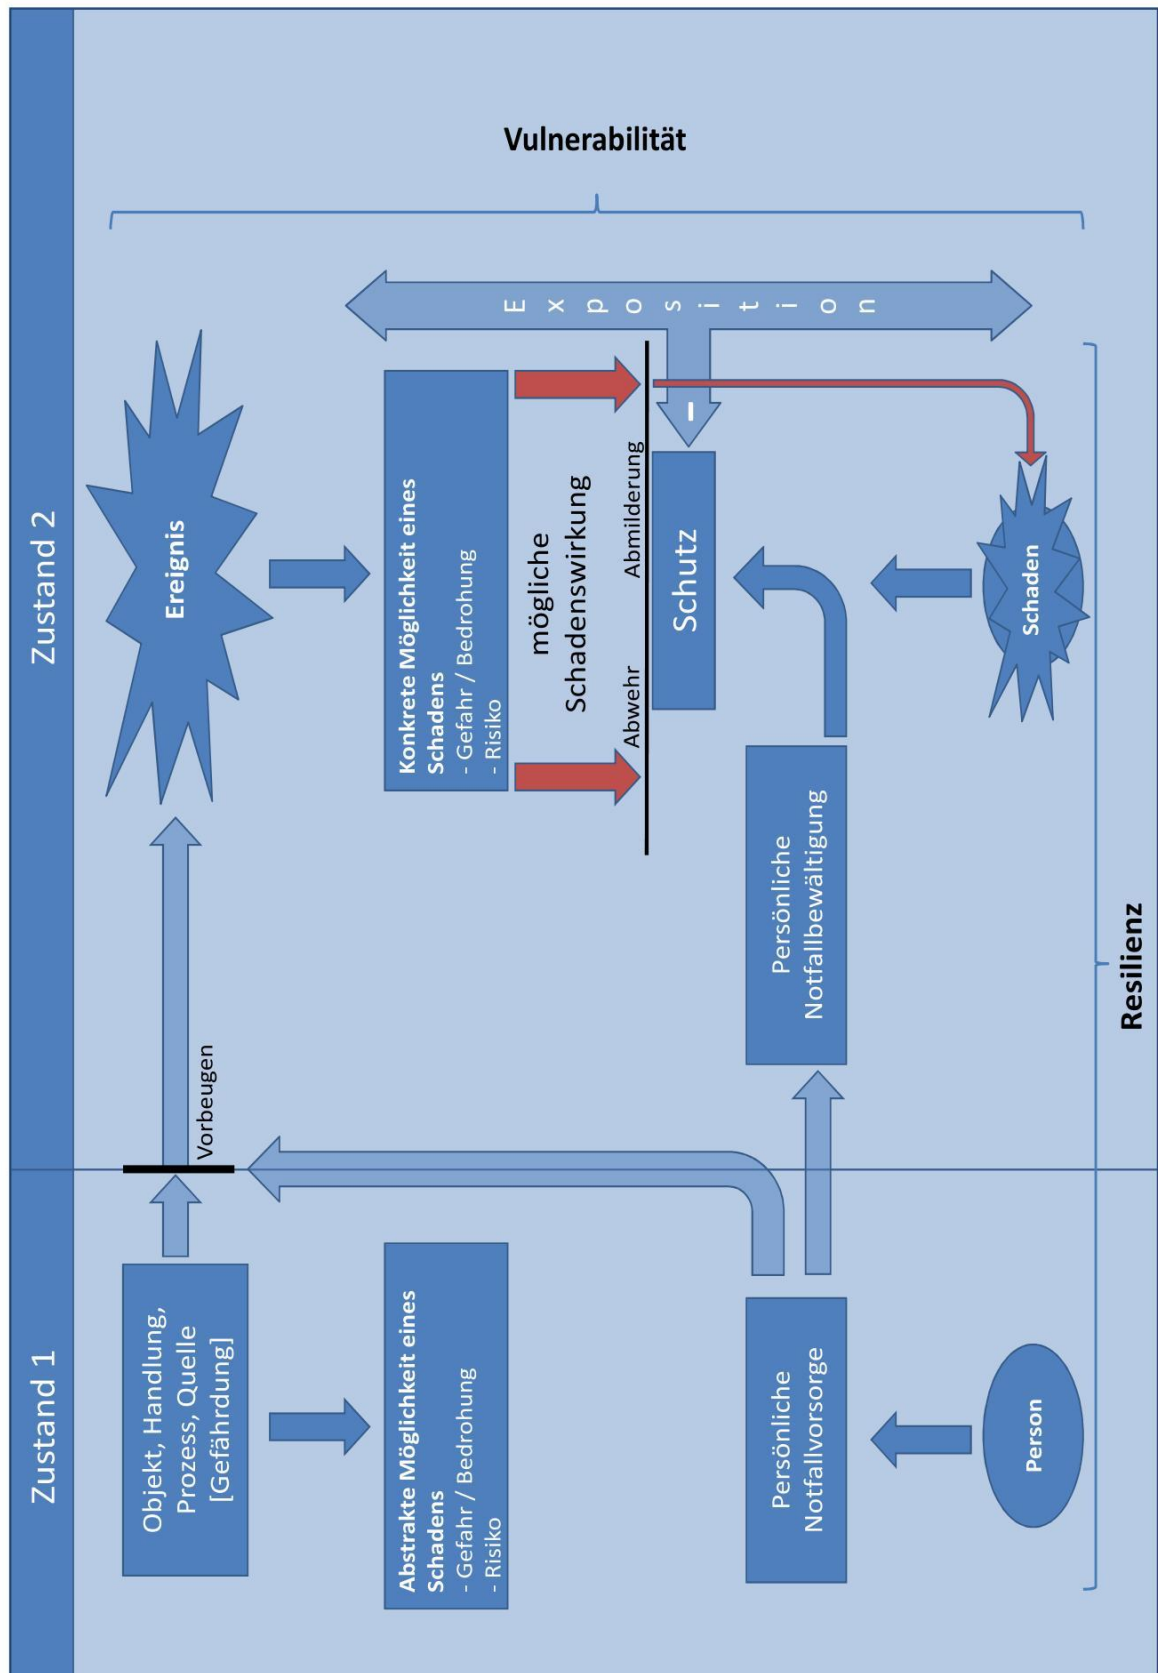 Zustand 1
Zustand 2
Objekt, Handlung,
Prozess, Quelle
[Gefährdung]
Vorbeugen
Ereignis
Abstrakte Möglichkeit eines
Schadens
- Gefahr / Bedrohung
- Risiko
Konkrete Möglichkeit eines
Schadens
- Gefahr / Bedrohung
- Risiko
mögliche
Schadenswirkung
Abwehr
Abmilderung
Schutz
–
Exposition
Vulnerabilität
Persönliche
Notfallvorsorge
Persönliche
Notfallbewältigung
Person
Schaden
Resilienz